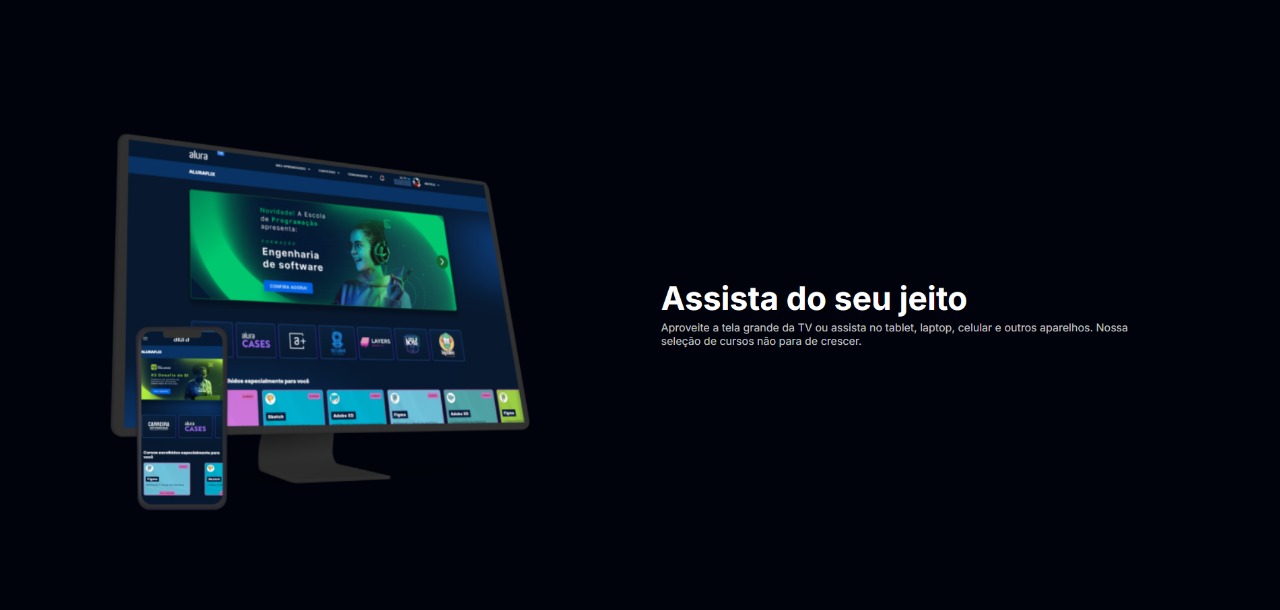 alura
ALURAFLIX
Novidade! A Escola
de Programação
apresenta:
FORMAÇÃO
Engenharia
de software
CONFIRA AGORA!
alura
CASES
a+
LAYERS
especialmente para você
Sketch
Adobe XD
Figma
Adobe XD
Figma
alura
ALURAFLIX
CARREIRA
alura
CASES
Cursos escolhidos especialmente para
você
Figma
Sketch
Assista do seu jeito
Aproveite a tela grande da TV ou assista no tablet, laptop, celular e outros aparelhos. Nossa
seleção de cursos não para de crescer.